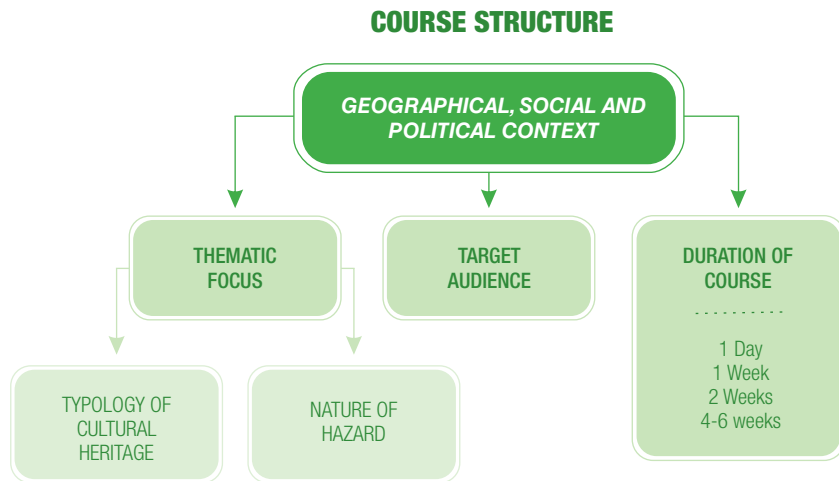 COURSE STRUCTURE
GEOGRAPHICAL, SOCIAL AND
POLITICAL CONTEXT
THEMATIC
FOCUS
TARGET
AUDIENCE
DURATION OF
COURSE
1 Day
1 Week
2 Weeks
4-6 weeks
TYPOLOGY OF
CULTURAL
HERITAGE
NATURE OF
HAZARD